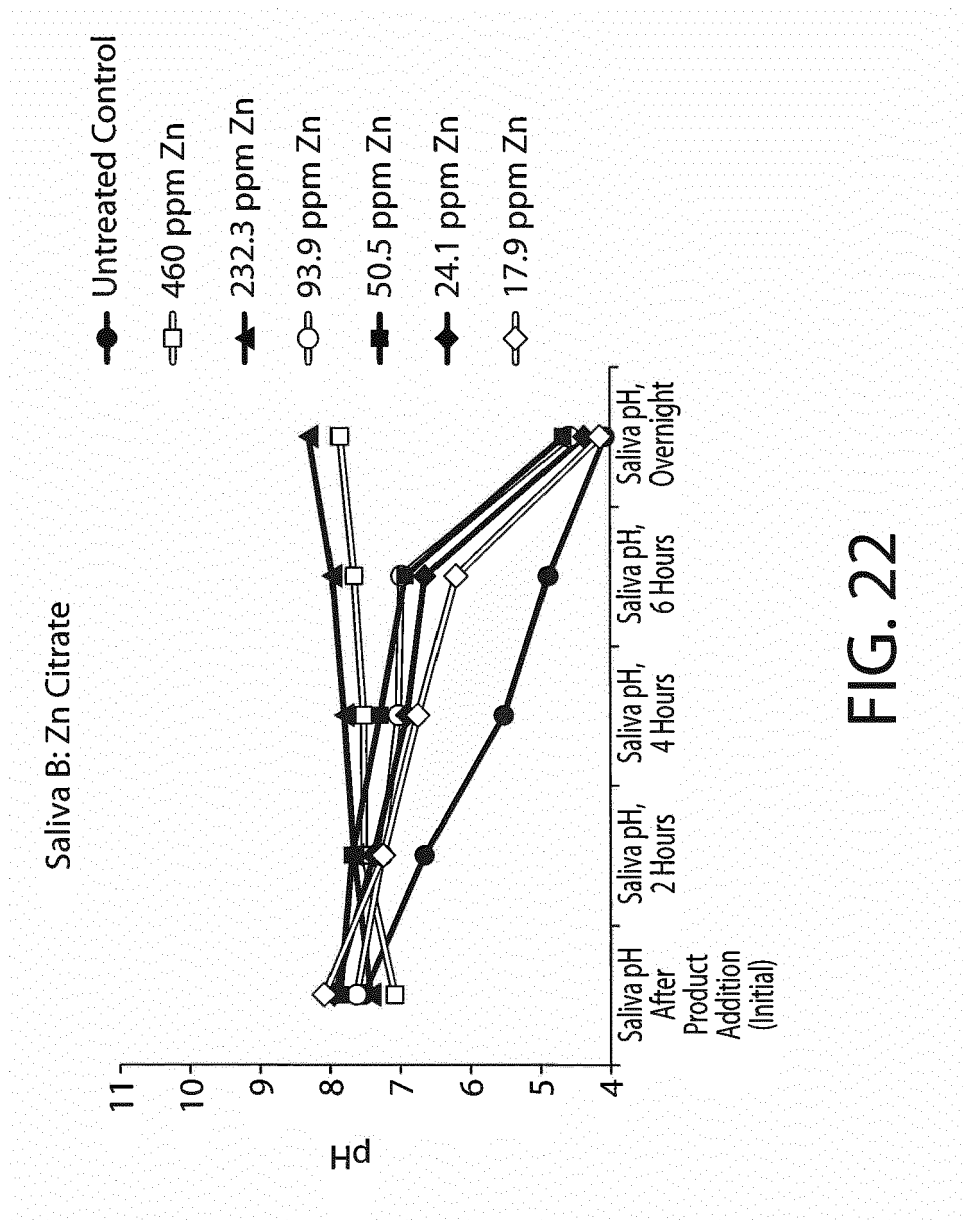 Saliva B: Zn Citrate
pH
11
10
9
8
7
6
5
4
Saliva pH
After
Product
Addition
(Initial)
Saliva pH,
2 Hours
Saliva pH,
4 Hours
Saliva pH,
6 Hours
Saliva pH,
Overnight
Untreated Control
460 ppm Zn
232.3 ppm Zn
93.9 ppm Zn
50.5 ppm Zn
24.1 ppm Zn
17.9 ppm Zn
FIG. 22